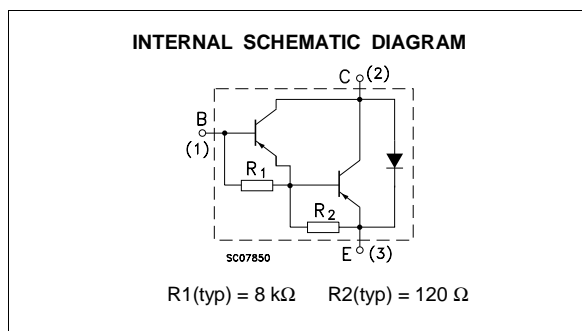 INTERNAL SCHEMATIC DIAGRAM
C (2)
B
(1)
R1
R2
SC07850
E (3)
R1(typ) = 8 kΩ R2(typ) = 120 Ω